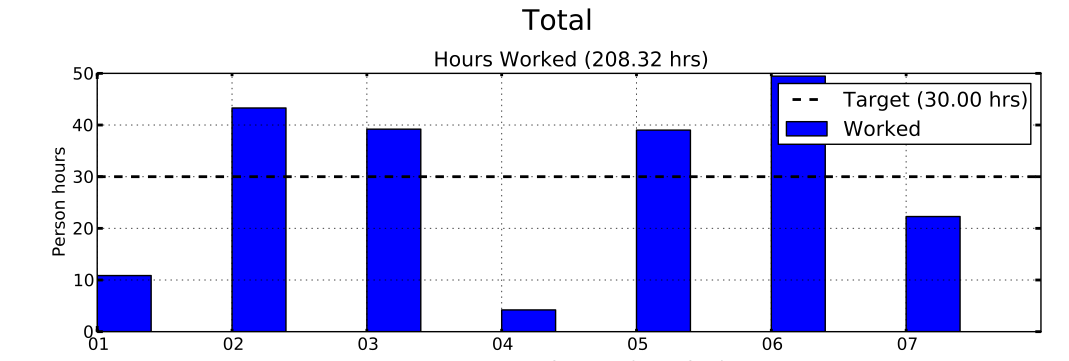 Total
Hours Worked (208.32 hrs)
Target (30.00 hrs)
Worked
Person hours
50
40
30
20
10
0
01 02 03 04 05 06 07